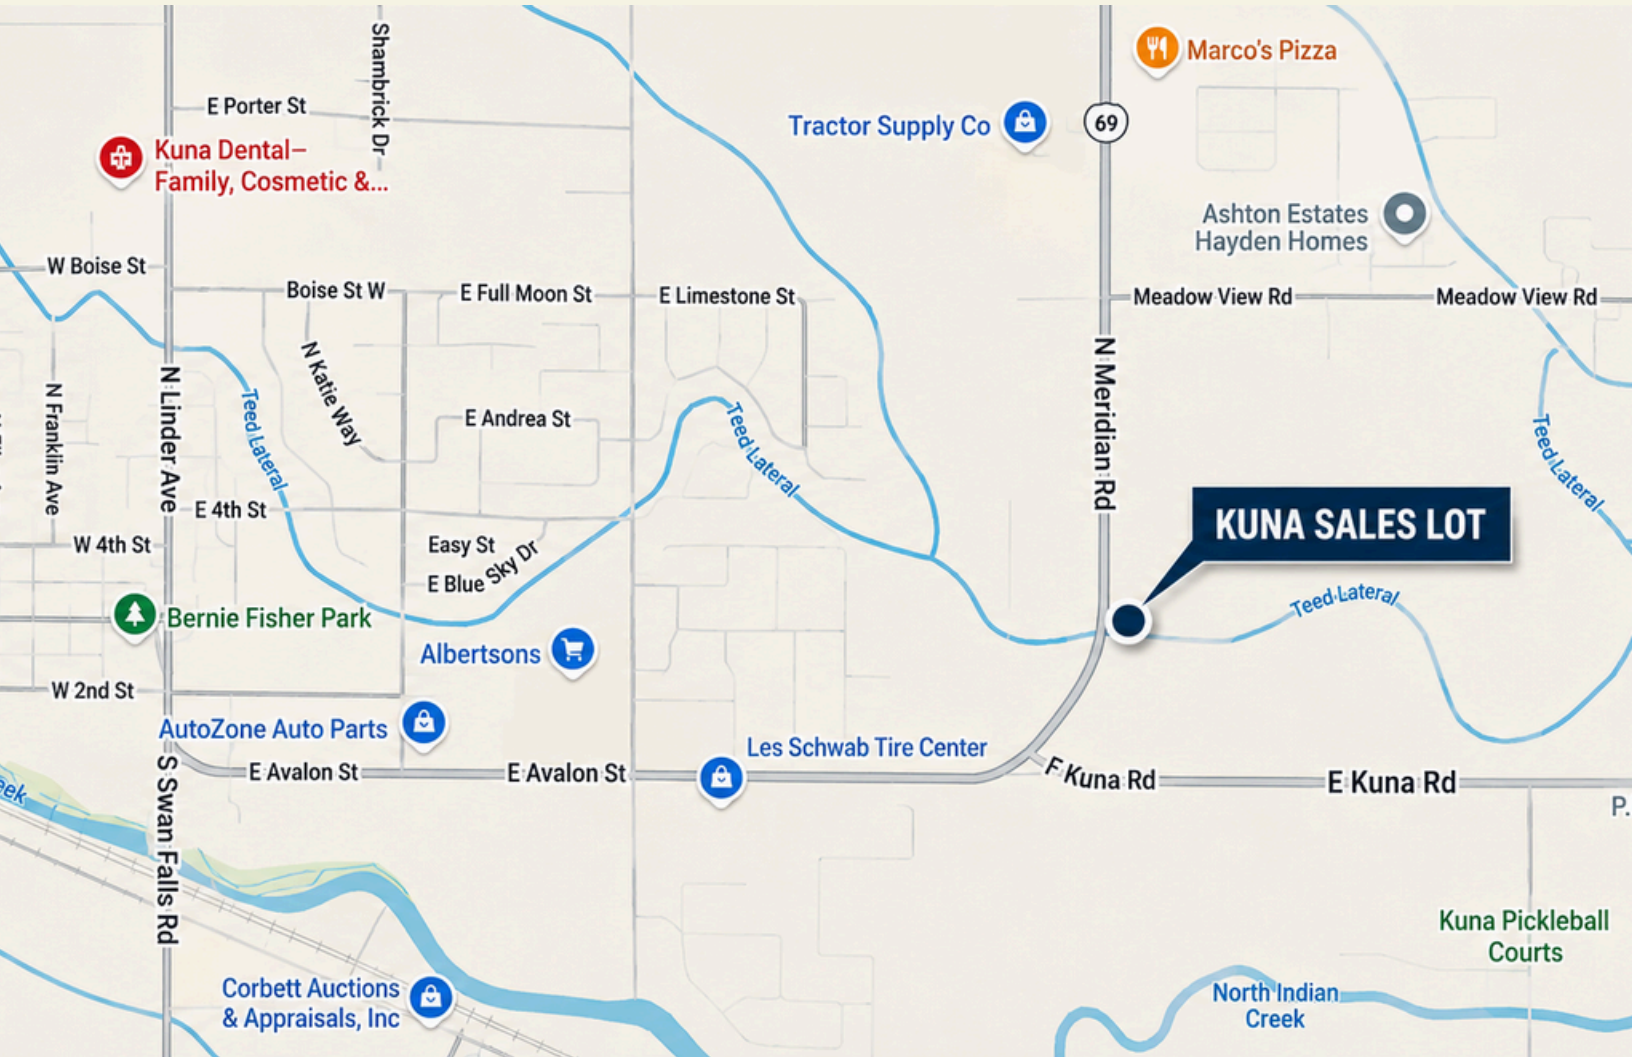 Shambrick Dr
Marco's Pizza
E Porter St
Tractor Supply Co
69
Kuna Dental–
Family, Cosmetic &...
Ashton Estates
Hayden Homes
W Boise St
Boise St W
E Full Moon St
E Limestone St
Meadow View Rd
Meadow View Rd
N Katie Way
N Meridian Rd
N Linder Ave
N Franklin Ave
Teed Lateral
E Andrea St
Teed Lateral
Teed Lateral
E 4th St
KUNA SALES LOT
W 4th St
Easy St
E Blue Sky Dr
Teed Lateral
Bernie Fisher Park
Albertsons
W 2nd St
AutoZone Auto Parts
Les Schwab Tire Center
E Avalon St
E Avalon St
E Kuna Rd
S Swan Falls Rd
eek
P.
Kuna Pickleball
Courts
Corbett Auctions
& Appraisals, Inc
North Indian
Creek